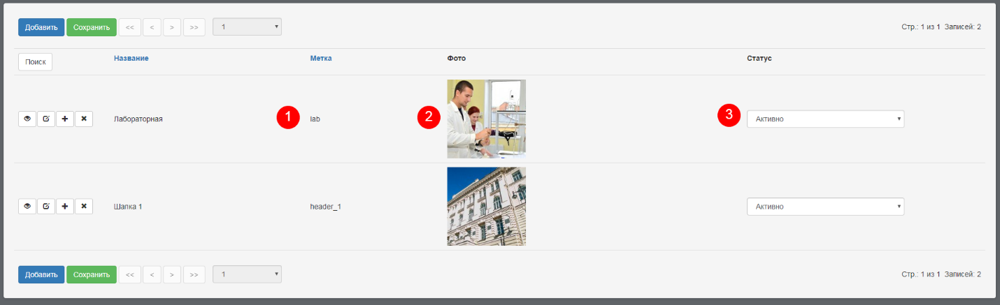 Добавить Сохранить << < > >> 1 Стр.: 1 из 1 Записей: 2
Поиск Название Метка Фото Статус
Лабораторная 1 lab 2 3 Активно
Шапка 1 header_1 Активно
Добавить Сохранить << < > >> 1 Стр.: 1 из 1 Записей: 2